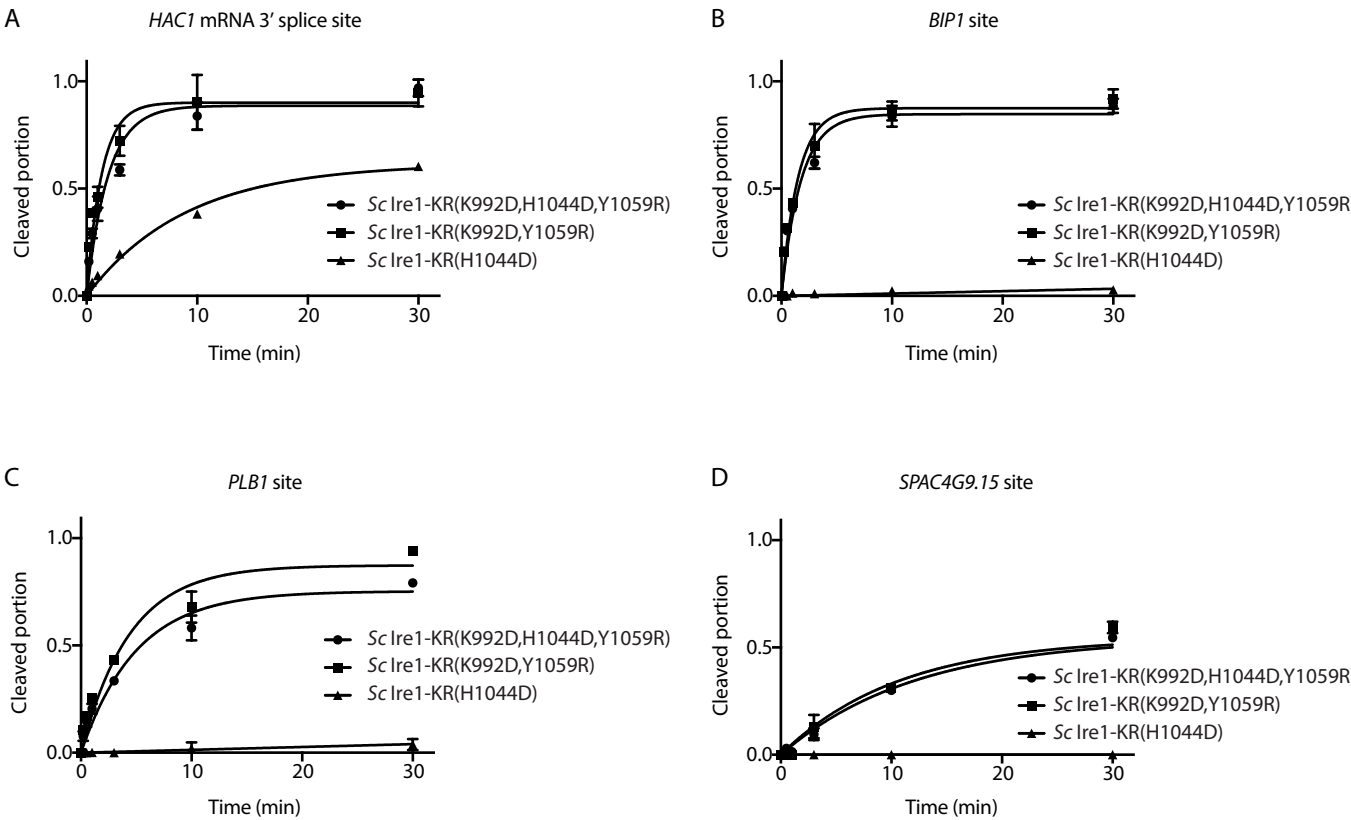 A
HAC1 mRNA 3′ splice site
Cleaved portion
1.0
0.5
0.0
0
10
20
30
Time (min)
Sc Ire1-KR(K992D,H1044D,Y1059R)
Sc Ire1-KR(K992D,Y1059R)
Sc Ire1-KR(H1044D)
B
BIP1 site
Cleaved portion
1.0
0.5
0.0
0
10
20
30
Time (min)
Sc Ire1-KR(K992D,H1044D,Y1059R
Sc Ire1-KR(K992D,Y1059R)
Sc Ire1-KR(H1044D)
C
PLB1 site
Cleaved portion
1.0
0.5
0.0
0
10
20
30
Time (min)
Sc Ire1-KR(K992D,H1044D,Y1059R)
Sc Ire1-KR(K992D,Y1059R)
Sc Ire1-KR(H1044D)
D
SPAC4G9.15 site
Cleaved portion
1.0
0.5
0.0
0
10
20
30
Time (min)
Sc Ire1-KR(K992D,H1044D,Y1059R
Sc Ire1-KR(K992D,Y1059R)
Sc Ire1-KR(H1044D)